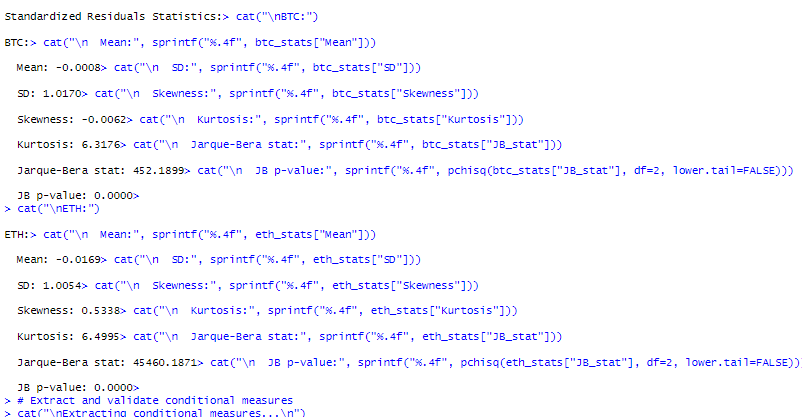 Standardized Residuals Statistics:> cat("\nBTC:")
BTC:> cat("\n  Mean:", sprintf("%.4f", btc_stats["Mean"]))
  Mean: -0.0008> cat("\n  SD:", sprintf("%.4f", btc_stats["SD"]))
  SD: 1.0170> cat("\n  Skewness:", sprintf("%.4f", btc_stats["Skewness"]))
  Skewness: -0.0062> cat("\n  Kurtosis:", sprintf("%.4f", btc_stats["Kurtosis"]))
  Kurtosis: 6.3176> cat("\n  Jarque-Bera stat:", sprintf("%.4f", btc_stats["JB_stat"]))
  Jarque-Bera stat: 452.1899> cat("\n  JB p-value:", sprintf("%.4f", pchisq(btc_stats["JB_stat"], df=2, lower.tail=FALSE)))
  JB p-value: 0.0000>
> cat("\nETH:")
ETH:> cat("\n  Mean:", sprintf("%.4f", eth_stats["Mean"]))
  Mean: -0.0169> cat("\n  SD:", sprintf("%.4f", eth_stats["SD"]))
  SD: 1.0054> cat("\n  Skewness:", sprintf("%.4f", eth_stats["Skewness"]))
  Skewness: 0.5338> cat("\n  Kurtosis:", sprintf("%.4f", eth_stats["Kurtosis"]))
  Kurtosis: 6.4995> cat("\n  Jarque-Bera stat:", sprintf("%.4f", eth_stats["JB_stat"]))
  Jarque-Bera stat: 45460.1871> cat("\n  JB p-value:", sprintf("%.4f", pchisq(eth_stats["JB_stat"], df=2, lower.tail=FALSE)))
  JB p-value: 0.0000>
> # Extract and validate conditional measures
> cat("\nExtracting conditional measures...\n")